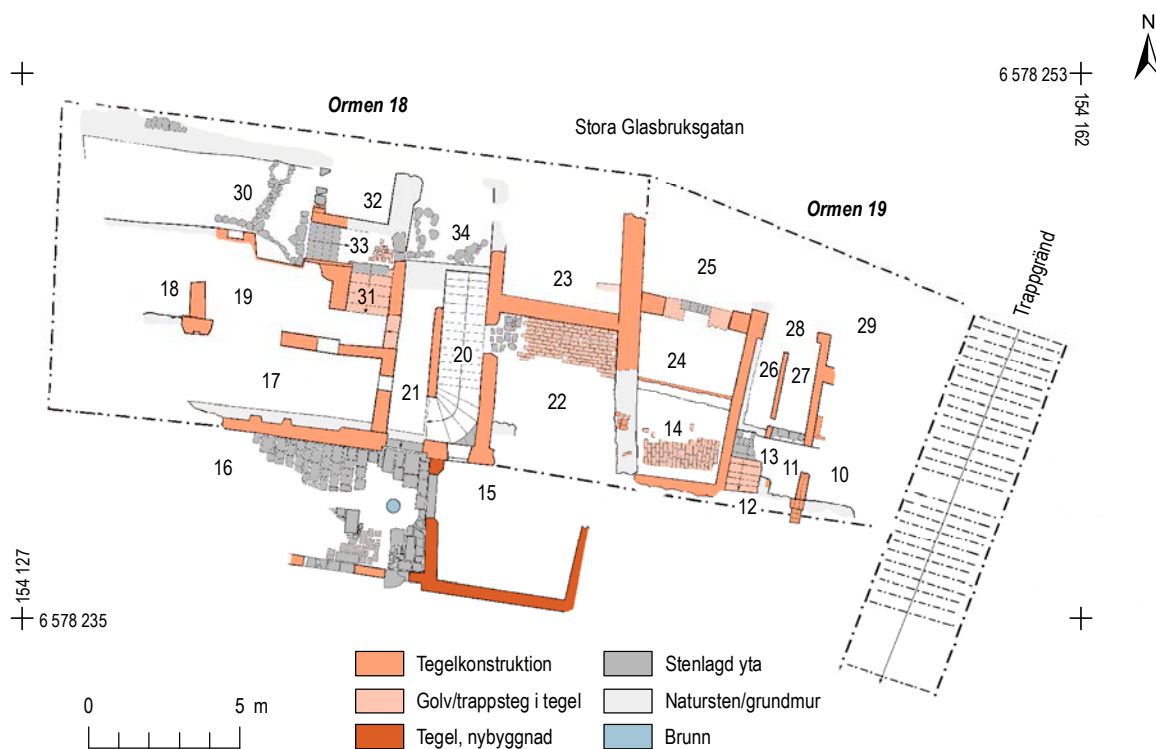 N
6 578 253
154 162
Ormen 18
Stora Glasbruksgatan
Ormen 19
Trappgränd
30
32
33
34
23
25
18
19
31
20
24
28
29
26
27
17
21
22
14
16
15
13
11
10
12
154 127
6 578 235
0 5 m
Tegelkonstruktion
Golv/trappsteg i tegel
Tegel, nybyggnad
Stenlagd yta
Natursten/grundmur
Brunn